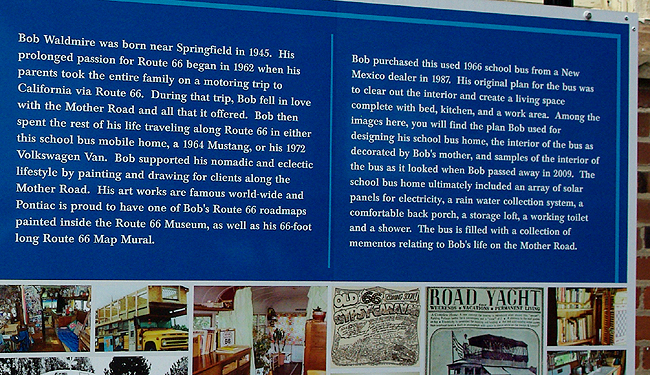 Bob Waldmire was born near Springfield in 1945. His
prolonged passion for Route 66 began in 1962 when his
parents took the entire family on a motoring trip to
California via Route 66. During that trip, Bob fell in love
with the Mother Road and all that it offered. Bob then
spent the rest of his life traveling along Route 66 in either
this school bus mobile home, a 1964 Mustang, or his 1972
Volkswagen Van. Bob supported his nomadic and eclectic
lifestyle by painting and drawing for clients along the
Mother Road. His art works are famous world-wide and
Pontiac is proud to have one of Bob's Route 66 roadmaps
painted inside the Route 66 Museum, as well as his 66-foot
long Route 66 Map Mural.
Bob purchased this used 1966 school bus from a New
Mexico dealer in 1987. His original plan for the bus was
to clear out the interior and create a living space
complete with bed, kitchen, and a work area. Among the
images here, you will find the plan Bob used for
designing his school bus home, the interior of the bus as
decorated by Bob's mother, and samples of the interior of
the bus as it looked when Bob passed away in 2009. The
school bus home ultimately included an array of solar
panels for electricity, a rain water collection system, a
comfortable back porch, a storage loft, a working toilet
and a shower. The bus is filled with a collection of
mementos relating to Bob's life on the Mother Road.
OLD 66
ROAD YACHT